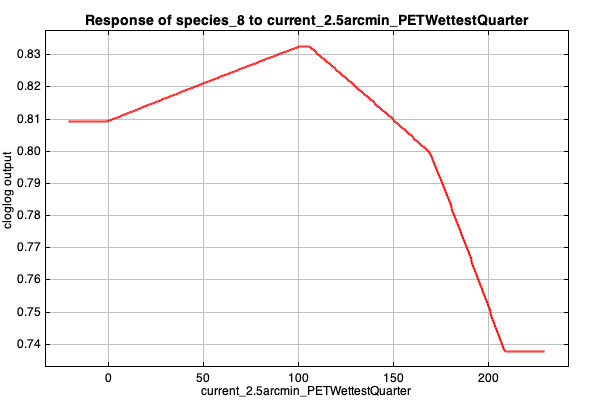 Response of species_8 to current_2.5arcmin_PETWettestQuarter
0.83
0.82
0.81
0.80
0.79
0.78
0.77
0.76
0.75
0.74
cloglog output
0 50 100 150 200
current_2.5arcmin_PETWettestQuarter